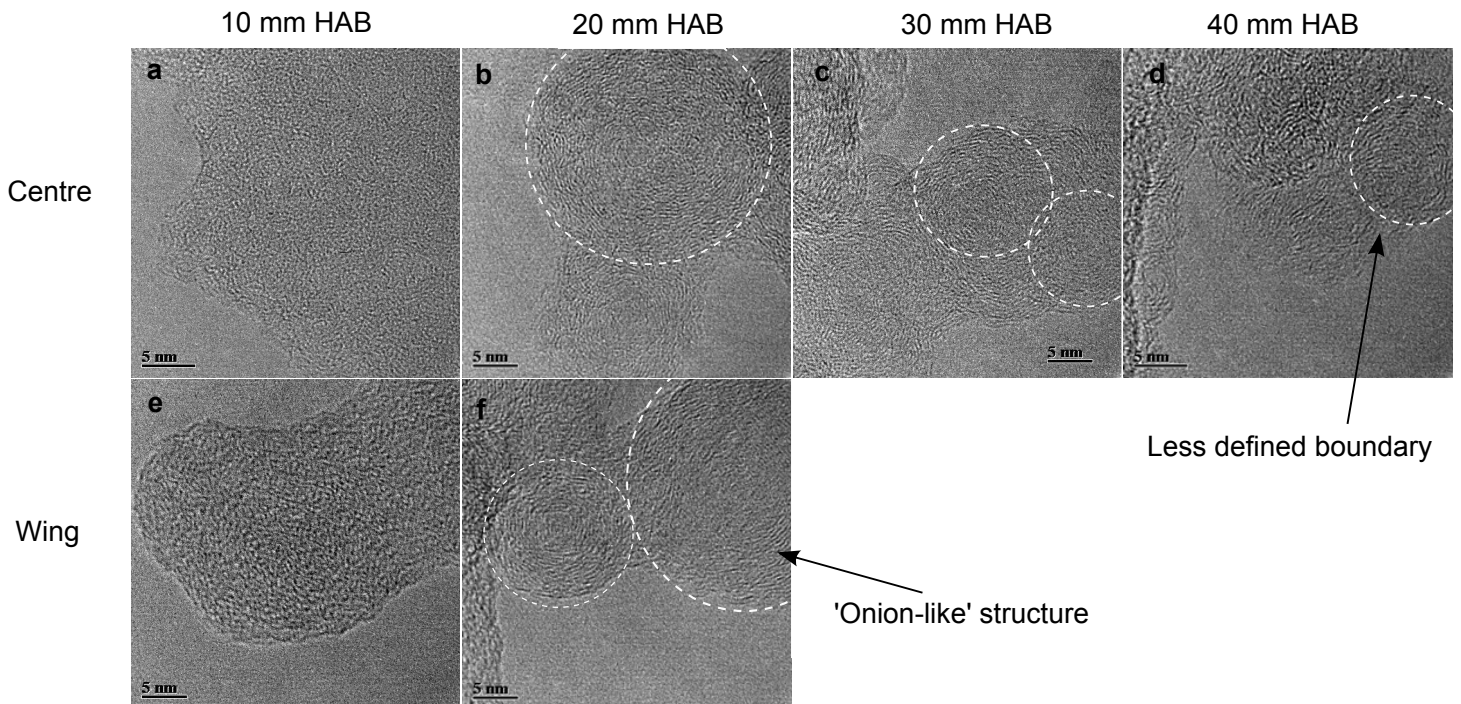 10 mm HAB
20 mm HAB
30 mm HAB
40 mm HAB
Centre
a
b
c
d
5 nm
5 nm
5 nm
5 nm
Less defined boundary
Wing
e
f
5 nm
5 nm
'Onion-like' structure